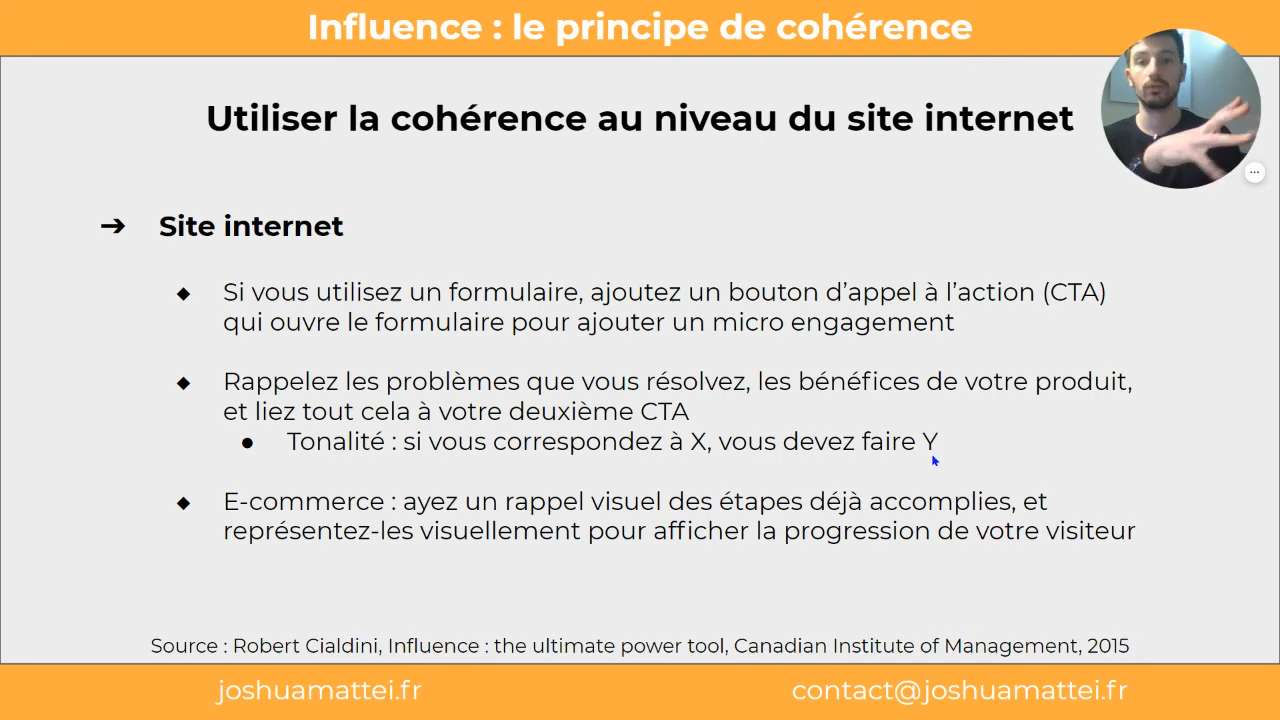 Influence : le principe de cohérence
Utiliser la cohérence au niveau du site internet
➔ Site internet
◆ Si vous utilisez un formulaire, ajoutez un bouton d’appel à l’action (CTA)
qui ouvre le formulaire pour ajouter un micro engagement
◆ Rappelez les problèmes que vous résolvez, les bénéfices de votre produit,
et liez tout cela à votre deuxième CTA
● Tonalité : si vous correspondez à X, vous devez faire Y
◆ E-commerce : ayez un rappel visuel des étapes déjà accomplies, et
représentez-les visuellement pour afficher la progression de votre visiteur
Source : Robert Cialdini, Influence : the ultimate power tool, Canadian Institute of Management, 2015
joshuamattei.fr
contact@joshuamattei.fr